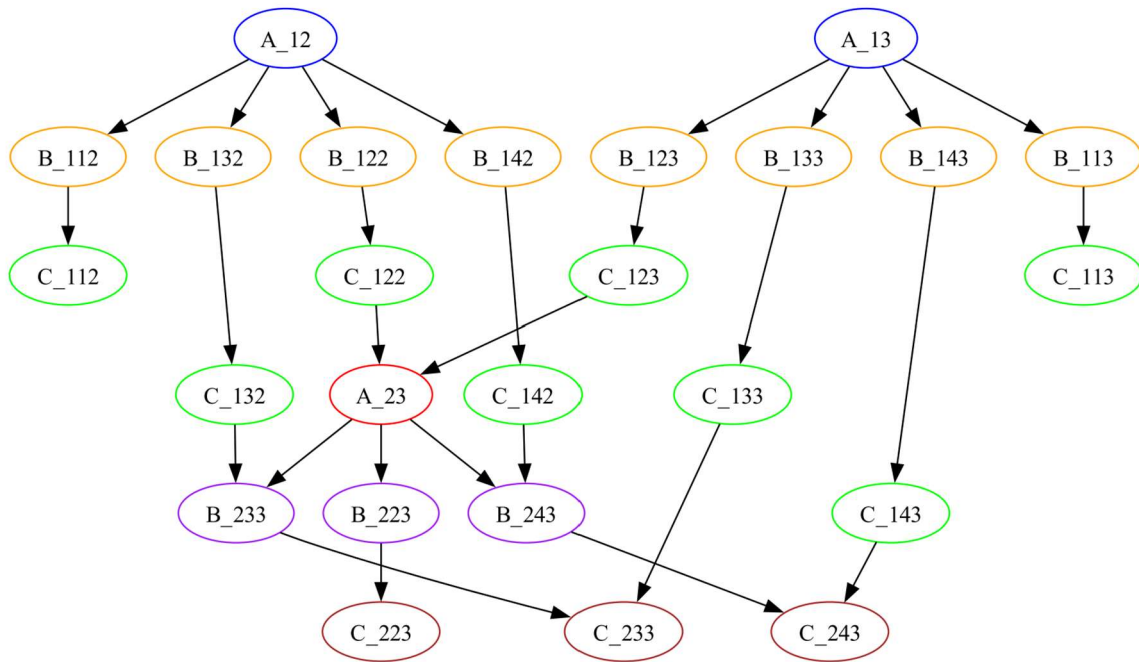 A_12 A_13
B_112 B_132 B_122 B_142 B_123 B_133 B_143 B_113
C_112 C_122 C_123 C_113
C_132 A_23 C_142 C_133
B_233 B_223 B_243 C_143
C_223 C_233 C_243